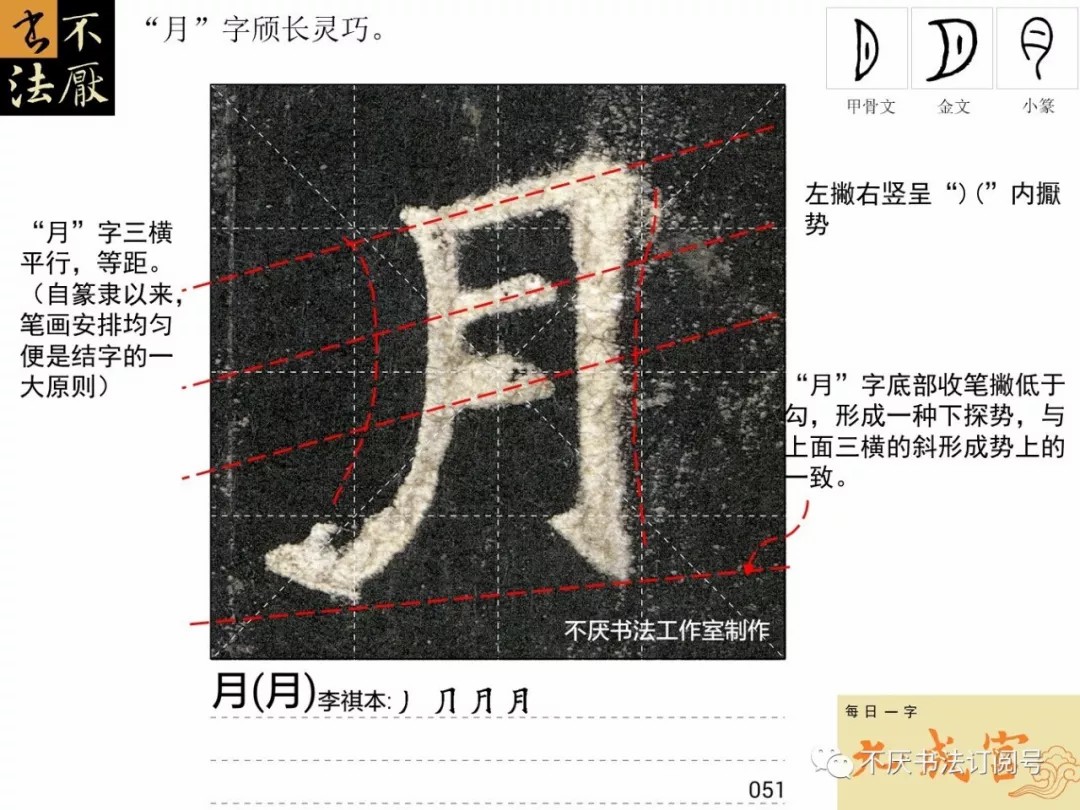 不厭
书法
“月”字颀长灵巧。
甲骨文
金文
小篆
左撇右竖呈“)(”内擫
势
“月”字三横
平行，等距。
（自篆隶以来，
笔画安排均匀
便是结字的一
大原则）
“月”字底部收笔撇低于
勾，形成一种下探势，与
上面三横的斜形成势上的
一致。
月
不厌书法工作室制作
月(月)李祺本:丿 ⺆ 月 月
每日一字
九成宫
不厌书法订阅号
051